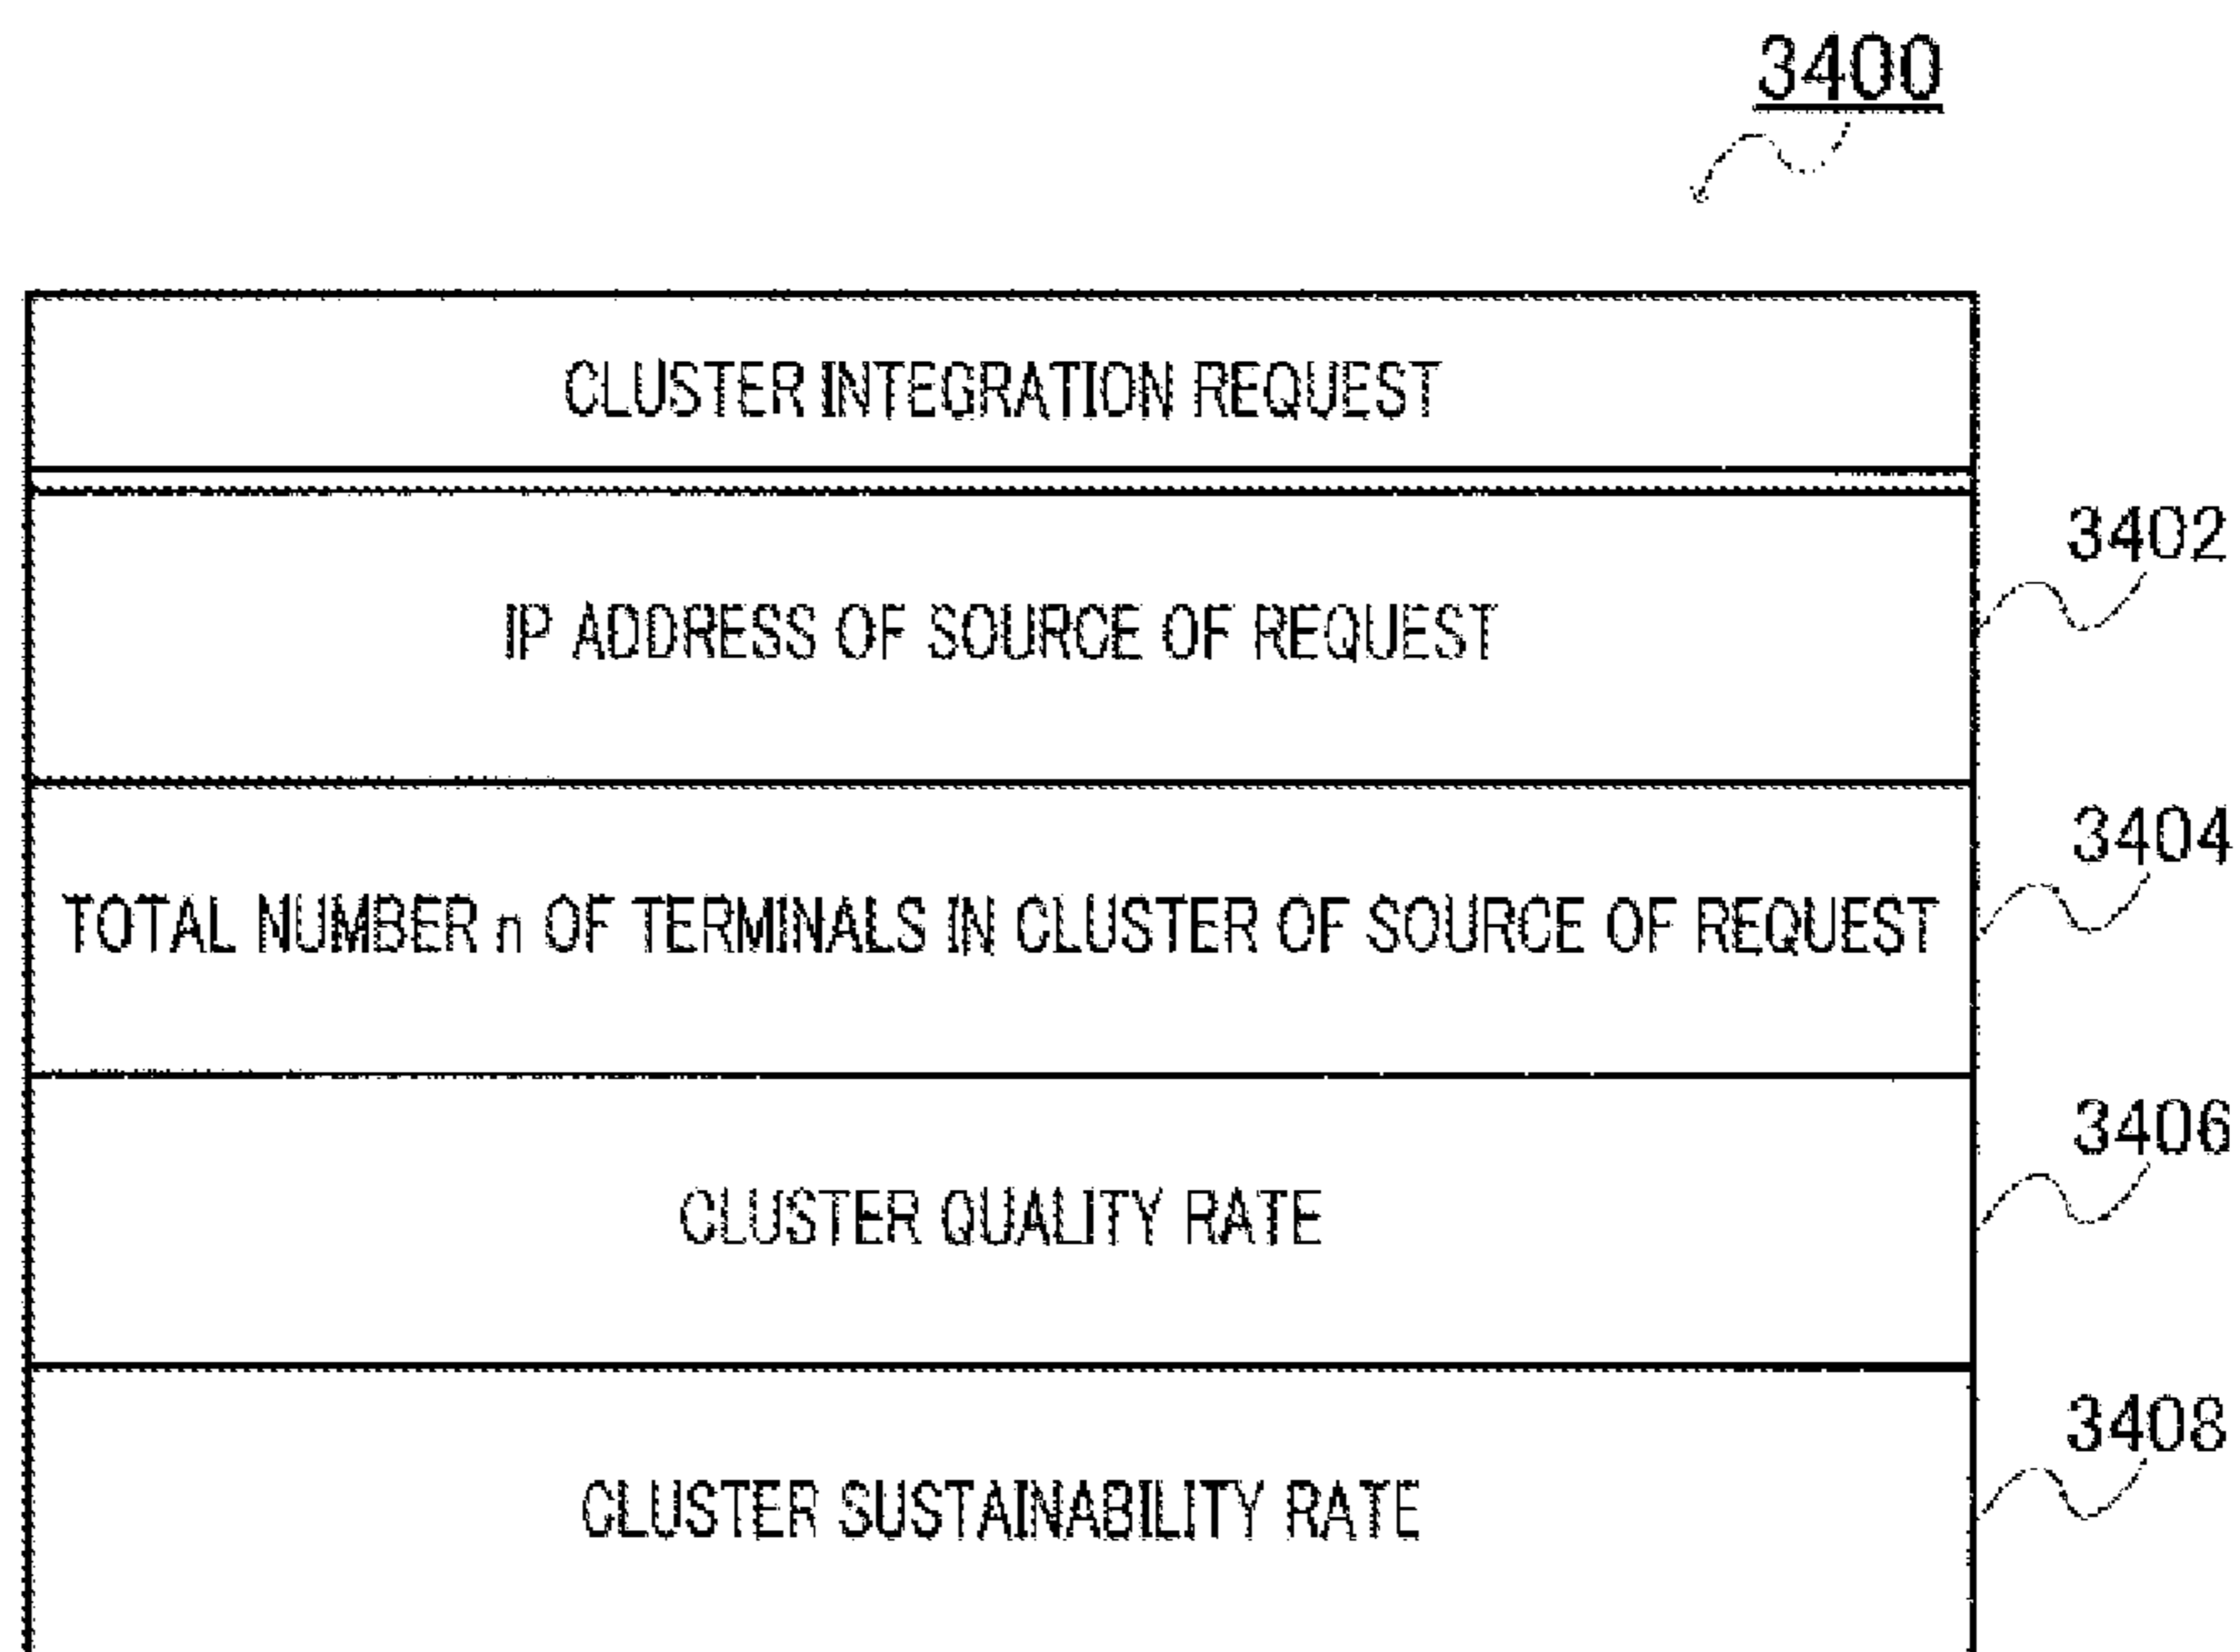 3400
CLUSTER INTEGRATION REQUEST
3402
IP ADDRESS OF SOURCE OF REQUEST
3404
TOTAL NUMBER n OF TERMINALS IN CLUSTER OF SOURCE OF REQUEST
3406
CLUSTER QUALITY RATE
3408
CLUSTER SUSTAINABILITY RATE